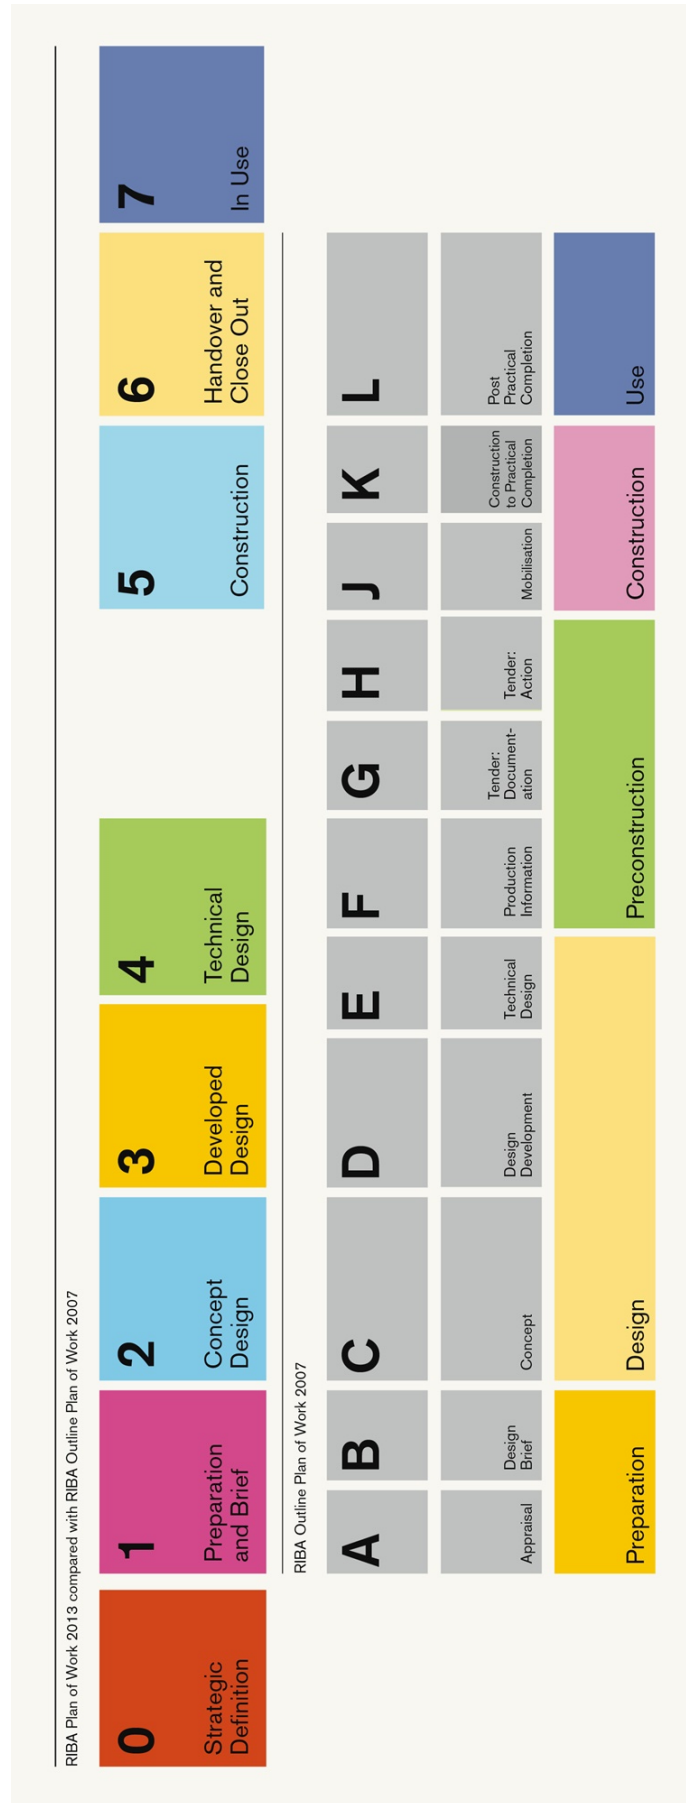 RIBA Plan of Work 2013 compared with RIBA Outline Plan of Work 2007
0
Strategic
Definition
1
Preparation
and Brief
2
Concept
Design
3
Developed
Design
4
Technical
Design
5
Construction
6
Handover and
Close Out
7
In Use
RIBA Outline Plan of Work 2007
A
B
C
D
E
F
G
H
J
K
L
Appraisal
Design
Brief
Concept
Design
Development
Technical
Design
Production
Information
Tender:
Document-
ation
Tender:
Action
Mobilisation
Construction
to Practical
Completion
Post
Practical
Completion
Preparation
Design
Preconstruction
Construction
Use